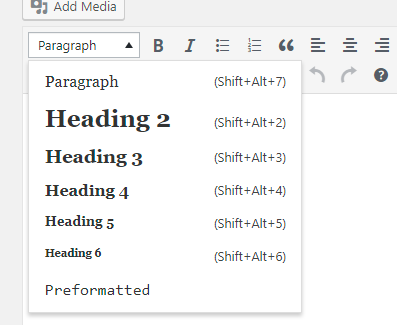 Add Media
Paragraph
Paragraph (Shift+Alt+7)
Heading 2 (Shift+Alt+2)
Heading 3 (Shift+Alt+3)
Heading 4 (Shift+Alt+4)
Heading 5 (Shift+Alt+5)
Heading 6 (Shift+Alt+6)
Preformatted